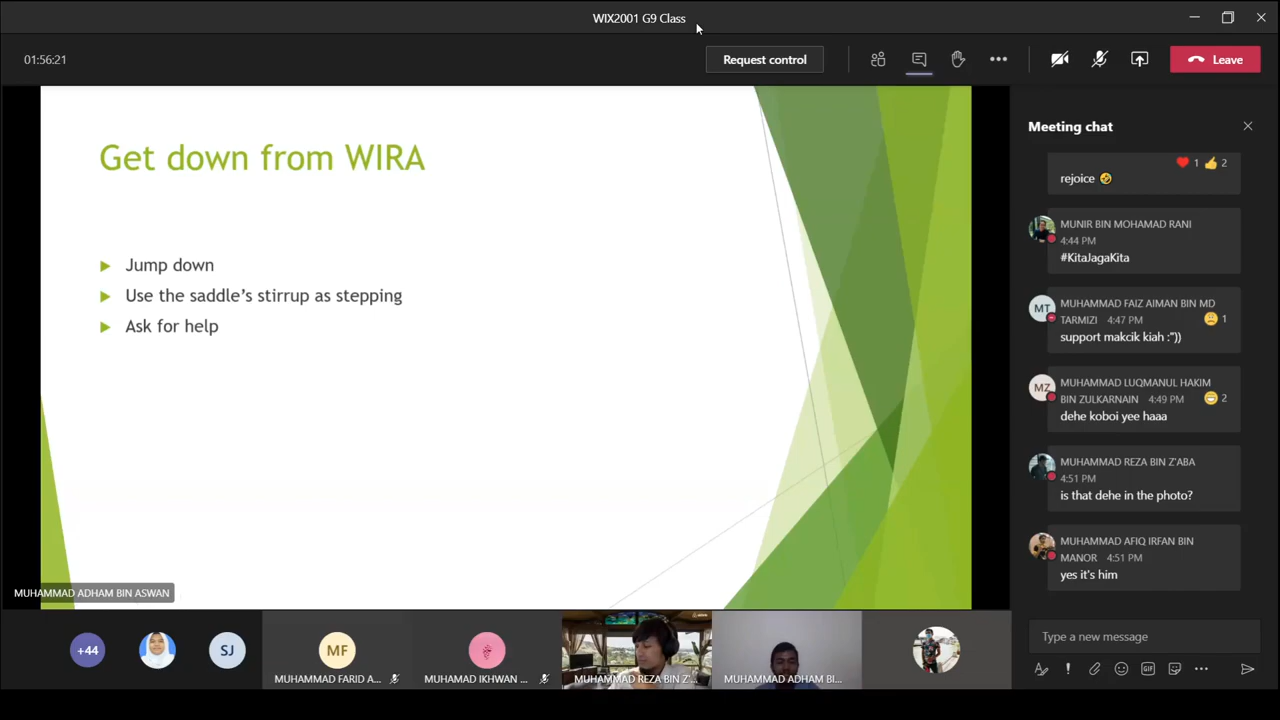 WIX2001 G9 Class
01:56:21
Request control
Leave
Get down from WIRA
Jump down
Use the saddle's stirrup as stepping
Ask for help
MUHAMMAD ADHAM BIN ASWAN
Meeting chat
1 2
rejoice
MUNIR BIN MOHAMAD RANI
4:44 PM
#KitaJagaKita
MT
MUHAMMAD FAIZ AIMAN BIN MD
TARMIZI 4:47 PM
1
support makcik kiah :"))
MZ
MUHAMMAD LUQMANUL HAKIM
BIN ZULKARNAIN 4:49 PM
2
dehe koboi yee haaa
MUHAMMAD REZA BIN Z'ABA
4:51 PM
is that dehe in the photo?
MUHAMMAD AFIQ IRFAN BIN
MANOR 4:51 PM
yes it's him
Type a new message
GIF
+44
SJ
MF
MUHAMMAD FARID A...
MUHAMAD IKHWAN ...
MUHAMMAD REZA BIN Z'...
MUHAMMAD ADHAM BI...